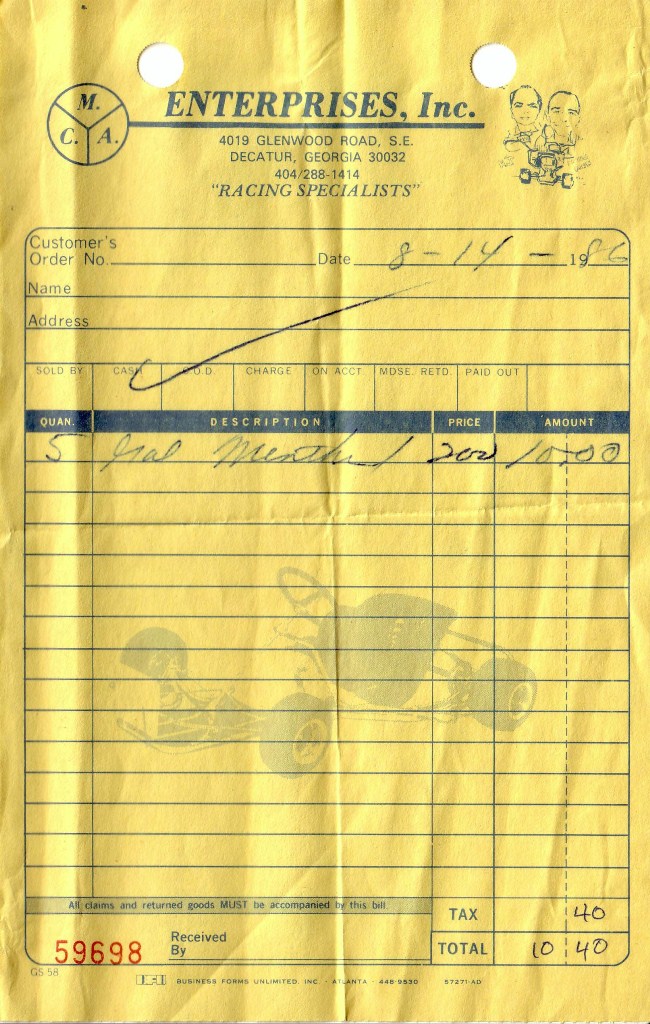 M.
C. A.
ENTERPRISES, Inc.
4019 GLENWOOD ROAD, S.E.
DECATUR, GEORGIA 30032
404/288-1414
"RACING SPECIALISTS"
Customer's
Order No. Date 8-14-1986
Name
Address
SOLD BY CASH C.O.D. CHARGE ON ACCT. MDSE. RETD. PAID OUT
QUAN. DESCRIPTION PRICE AMOUNT
5 Gal 200 10.00
All claims and returned goods MUST be accompanied by this bill.
TAX 40
59698
Received
By
TOTAL 10 40
GS 58
BUSINESS FORMS UNLIMITED, INC. - ATLANTA - 448-9530 57271-AD